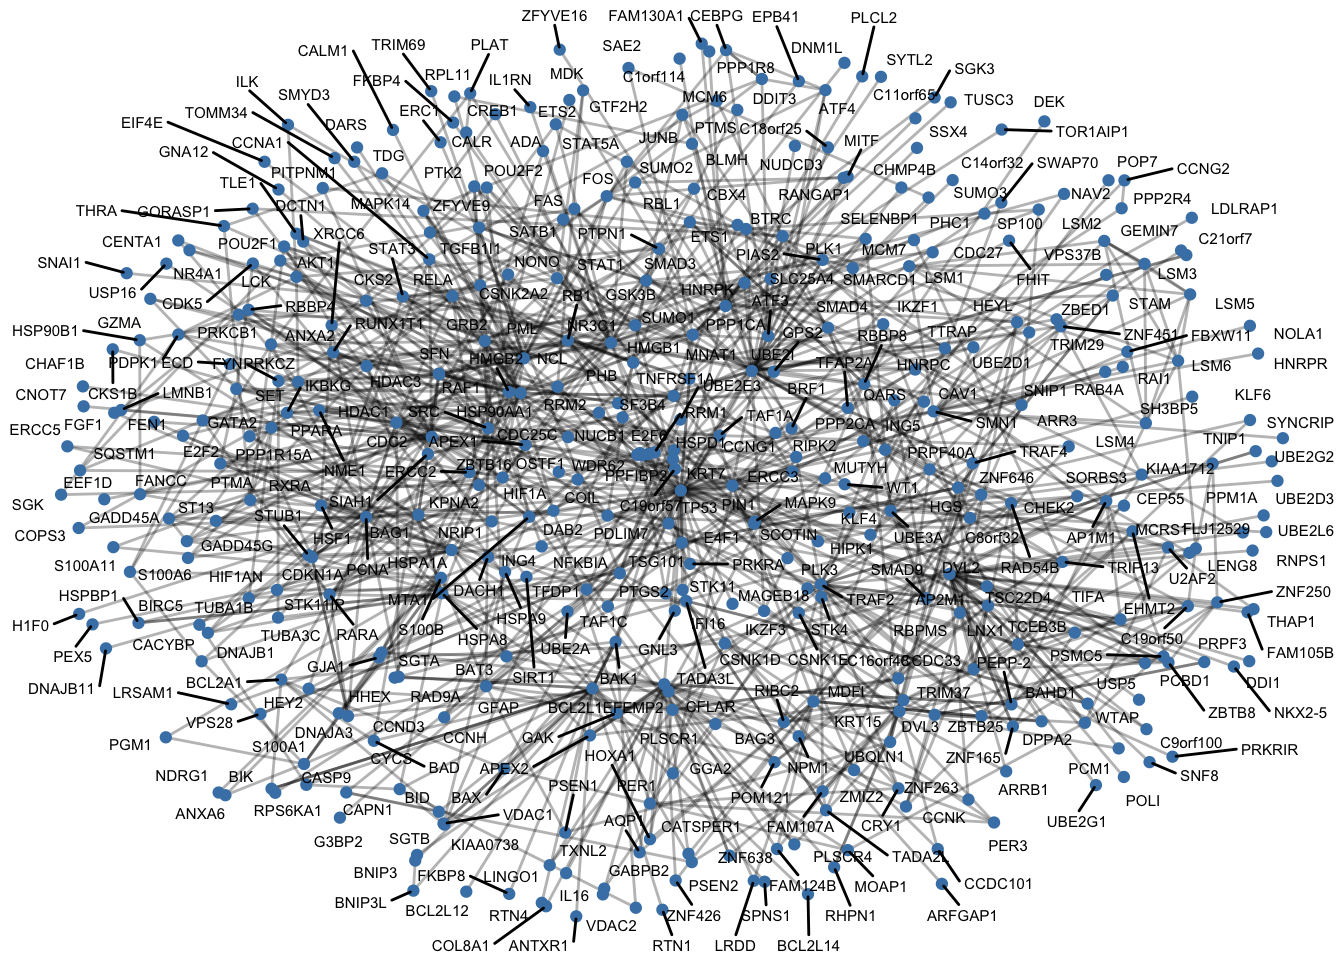 ZFYVE16
FAM130A1
CEBPG
EPB41
PLCL2
CALM1
TRIM69
PLAT
SAE2
DNM1L
SYTL2
SGK3
ILK
SMYD3
FKBP4
RPL11
IL1RN
MDK
C1orf114
PPP1R8
TOMM34
DARS
ERC1
CREB1
ETS2
GTF2H2
MCM6
DDIT3
ATF4
C11orf65
TUSC3
DEK
EIF4E
CCNA1
CALR
ADA
STAT5A
JUNB
PTMS
C18orf25
MITF
SSX4
TOR1AIP1
GNA12
PITPNM1
TDG
PTK2
POU2F2
FOS
SUMO2
BLMH
NUDCD3
CHMP4B
C14orf32
SWAP70
POP7
CCNG2
TLE1
DCTN1
MAPK14
ZFYVE9
FAS
RBL1
CBX4
RANGAP1
SUMO3
NAV2
PPP2R4
THRA
GORASP1
XRCC6
SATB1
PTPN1
ETS1
BTRC
SELENBP1
PHC1
SP100
LSM2
LDLRAP1
GEMIN7
CENTA1
POU2F1
STAT3
TGFB1I1
STAT1
SMAD3
PIAS2
PLK1
MCM7
CDC27
VPS37B
C21orf7
SNAI1
NR4A1
AKT1
NONO
SLC25A4
SMARCD1
LSM1
FHIT
LSM3
USP16
CDK5
LCK
CKS2
RELA
CSNK2A2
RB1
GSK3B
HNRPK
ATF3
SMAD4
IKZF1
HEYL
ZBED1
STAM
LSM5
HSP90B1
GZMA
RBBP4
RUNX1T1
ANXA2
GRB2
PML
NR3C1
SUMO1
PPP1CA
GPS2
RBBF8
TTRAP
ZNF451
FBXW11
NOLA1
PRKCB1
CHAF1B
PDPK1
ECD
FYN
PRKCZ
SFN
HMGB2
NCL
HMGB1
MNAT1
UBE2I
TFAP2A
HNRPC
UBE2D1
TRIM29
HNRPR
CNOT7
CKS1B
LMNB1
SET
IKBKG
HDAC3
RAF1
PHB
TNFRSF1A
UBE2E3
BRF1
QARS
CAV1
SNIP1
RAB4A
RAI1
LSM6
KLF6
ERCC5
FGF1
FEN1
GATA2
PPARA
HDAC1
SRC
HSP90AA1
RRM2
SF3B4
RRM1
TAF1A
PPP2CA
ING5
SMN1
ARR3
SH3BP5
SYNCRIP
SQSTM1
E2F2
PPP1R15A
CDC2
APEX1
CDC25C
NUCB1
HSPD1
CCNG1
RIPK2
PRPF40A
TRAF4
LSM4
TNIP1
EEF1D
FANCC
PTMA
RXRA
NME1
ERCC2
ZBTB16
OSTF1
WDR62
PPFIBP2
KRT7
ERCC3
MUTYH
WT1
ZNF646
SORBS3
KIAA1712
UBE2G2
SGK
GADD45A
ST13
SIAH1
KPNA2
HIF1A
COIL
C19orf57
TP53
PIN1
MAPK9
HGS
CHEK2
CEP55
PPM1A
UBE2D3
COPS3
STUB1
HSF1
BAG1
NRIP1
DAB2
PDLIM7
E4F1
SCOTIN
KLF4
UBE3A
C8orf32
AP1M1
MCRS1
FLJ12529
UBE2L6
GADD45G
S100A11
S100A6
HIF1AN
CDKN1A
PCNA
HSPA1A
ING4
NFKBIA
TSG101
PRKRA
HIPK1
SMAD9
DVL2
RAD54B
TRIP13
U2AF2
LENG8
RNPS1
HSPBP1
BIRC5
TUBA1B
STK11IP
MTA1
DACH1
TFDP1
PTGS2
STK11
PLK3
MAGEB18
TRAF2
AP2M1
TSC22D4
TIFA
EHMT2
ZNF250
H1F0
CACYBP
TUBA3C
RARA
S100B
HSPA9
HSPA8
TAF1C
IFI16
IKZF3
STK4
RBPMS
LNX1
TCEB3B
C19orf50
THAP1
PEX5
DNAJB1
GJA1
SGTA
BAT3
UBE2A
GNL3
CSNK1D
CSNK1E
C16orf48
CCDC33
PEPP-2
PSMC5
PRPF3
FAM105B
DNAJB11
LRSAM1
BCL2A1
HHEX
RAD9A
SIRT1
BAK1
TADA3L
RIBC2
MDFI
TRIM37
BAHD1
USP5
PCBD1
DDI1
VPS28
HEY2
GFAP
BCL2L1
EFEMP2
CFLAR
KRT15
DVL3
ZBTB25
WTAP
ZBTB8
NKX2-5
PGM1
S100A1
DNAJA3
CCND3
CCNH
GAK
HOXA1
PLSCR1
BAG3
NPM1
UBQLN1
ZNF165
DPPA2
C9orf100
PRKRIR
NDRG1
BIK
CASP9
CYCS
BAD
APEX2
GGA2
POM121
ARRB1
PCM1
SNF8
ANXA6
RPS6KA1
CAPN1
BID
BAX
PSEN1
PER1
ZMIZ2
ZNF263
POLI
G3BP2
SGTB
VDAC1
AQP1
CATSPER1
FAM107A
CRY1
CCNK
UBE2G1
KIAA0738
TXNL2
PER3
BNIP3
FKBP8
LINGO1
GABPB2
ZNF638
PLSCR4
TADA2L
BNIP3L
BCL2L12
RTN4
IL16
PSEN2
FAM124B
MOAP1
CCDC101
COL8A1
ANTXR1
VDAC2
ZNF426
RTN1
LRDD
SPNS1
BCL2L14
RHPN1
ARFGAP1